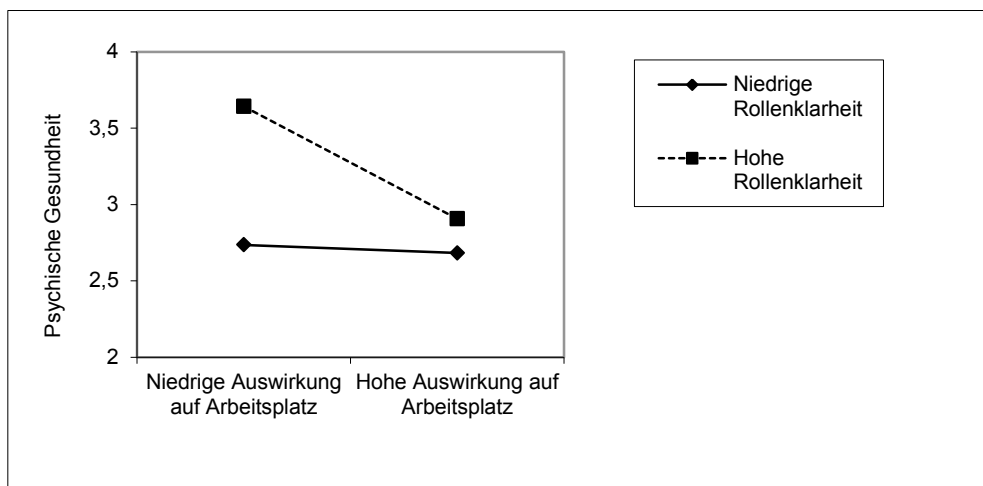 Psychische Gesundheit
4
3,5
3
2,5
2
Niedrige Auswirkung
auf Arbeitsplatz
Hohe Auswirkung auf
Arbeitsplatz
Niedrige
Rollenklarheit
Hohe
Rollenklarheit